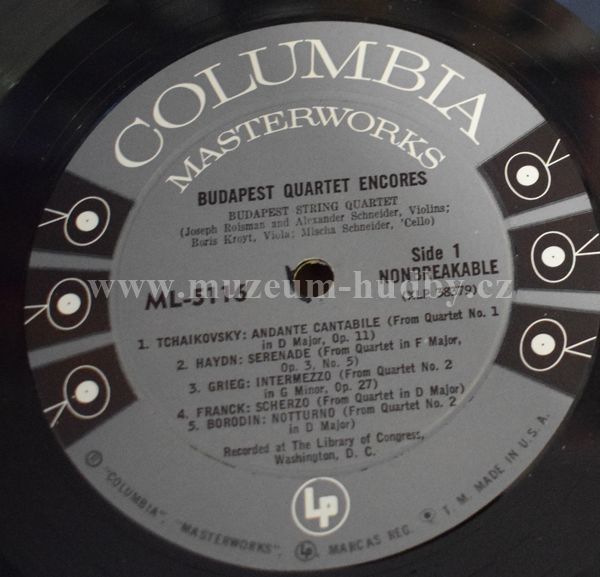 COLUMBIA
MASTERWORKS
BUDAPEST QUARTET ENCORES
BUDAPEST STRING QUARTET
(Joseph Roisman and Alexander Schneider, Violins;
Boris Kroyt, Viola; Mischa Schneider, 'Cello)
Side 1
ML-5116 NONBREAKABLE
(XLP 38379)
www.muzeum-hudby.cz
1. TCHAIKOVSKY: ANDANTE CANTABILE (From Quartet No. 1
in D Major, Op. 11)
2. HAYDN: SERENADE (From Quartet in F Major,
Op. 3, No. 5)
3. GRIEG: INTERMEZZO (From Quartet No. 2
in G Minor, Op. 27)
4. FRANCK: SCHERZO (From Quartet in D Major)
5. BORODIN: NOTTURNO (From Quartet No. 2
in D Major)
Recorded at The Library of Congress,
Washington, D. C.
"COLUMBIA", "MASTERWORKS", MARCAS REG. T. M. MADE IN U. S. A.
LP